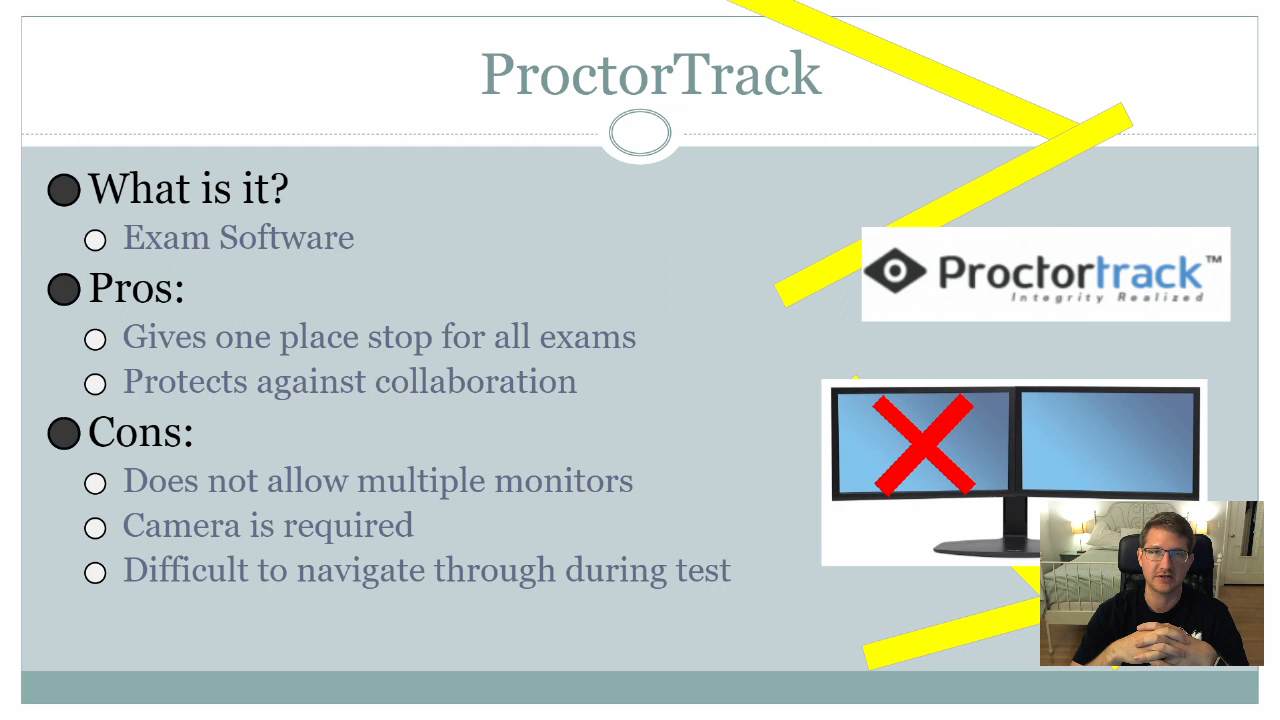 ProctorTrack
What is it?
Exam Software
Pros:
Gives one place stop for all exams
Protects against collaboration
Cons:
Does not allow multiple monitors
Camera is required
Difficult to navigate through during test
Proctortrack™
Integrity Realized